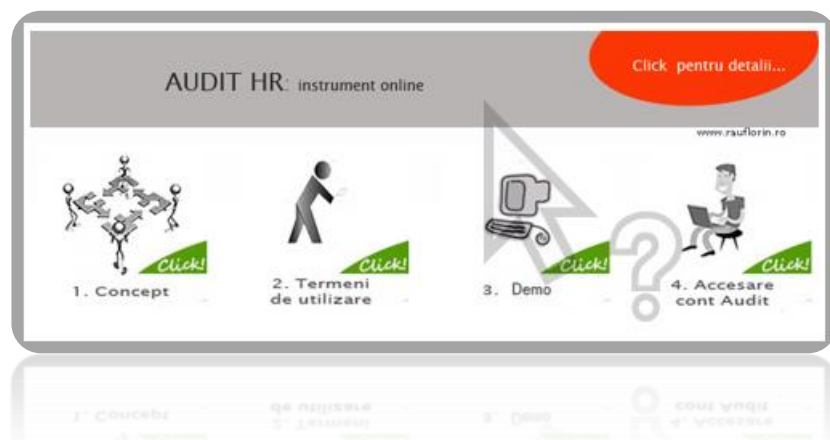 AUDIT HR: instrument online
Click pentru detalii...
www.rauflorin.ro
Click!
Click!
Click!
Click!
1. Concept
2. Termeni
de utilizare
3. Demo
4. Accesare
cont Audit